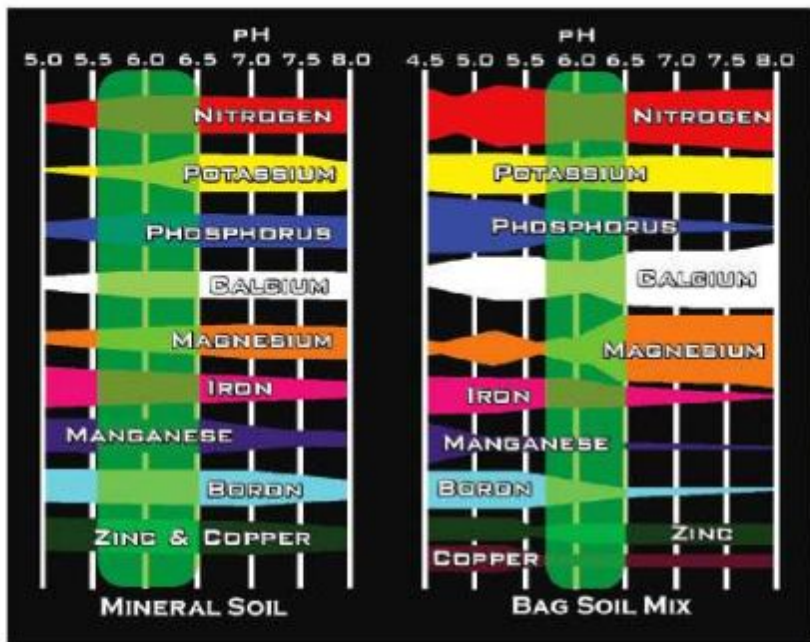 pH
5.0 5.5 6.0 6.5 7.0 7.5 8.0
Nitrogen
Potassium
Phosphorus
Calcium
Magnesium
Iron
Manganese
Boron
Zinc & Copper
Mineral Soil
pH
4.5 5.0 5.5 6.0 6.5 7.0 7.5 8.0
Nitrogen
Potassium
Phosphorus
Calcium
Magnesium
Iron
Manganese
Boron
Zinc
Copper
Bag Soil Mix